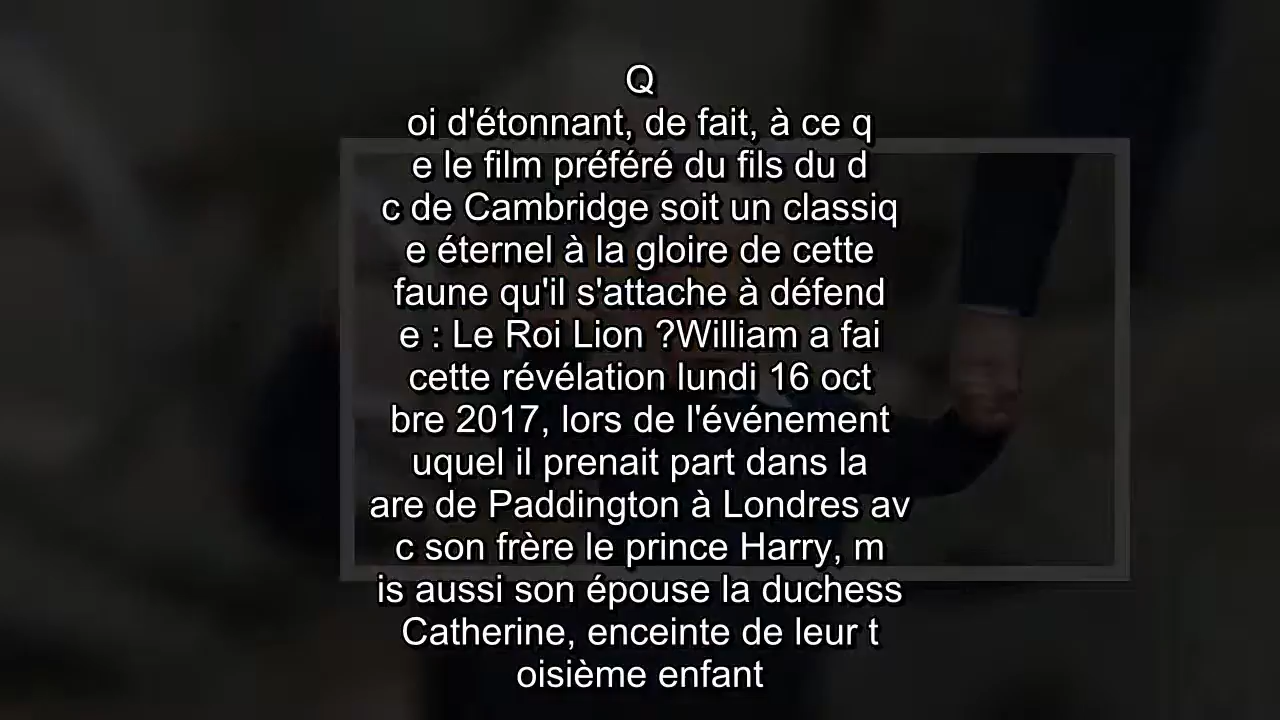 Q
oi d'étonnant, de fait, à ce q
e le film préféré du fils du d
c de Cambridge soit un classiq
e éternel à la gloire de cette
faune qu'il s'attache à défend
e : Le Roi Lion ?William a fai
cette révélation lundi 16 oct
bre 2017, lors de l'événement
uquel il prenait part dans la
are de Paddington à Londres av
c son frère le prince Harry, m
is aussi son épouse la duchess
Catherine, enceinte de leur t
oisième enfant